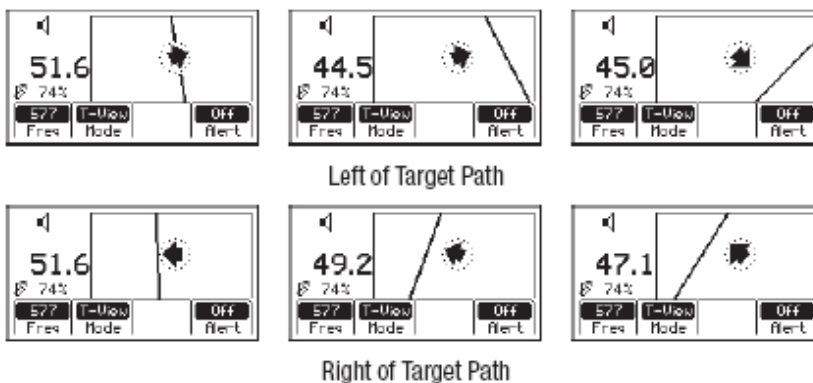 51.6 44.5 45.0
74% 74% 74%
577 T-View Off 577 T-View Off 577 T-View Off
Freq Mode Alert Freq Mode Alert Freq Mode Alert
Left of Target Path
51.6 49.2 47.1
74% 74% 74%
577 T-View Off 577 T-View Off 577 T-View Off
Freq Mode Alert Freq Mode Alert Freq Mode Alert
Right of Target Path